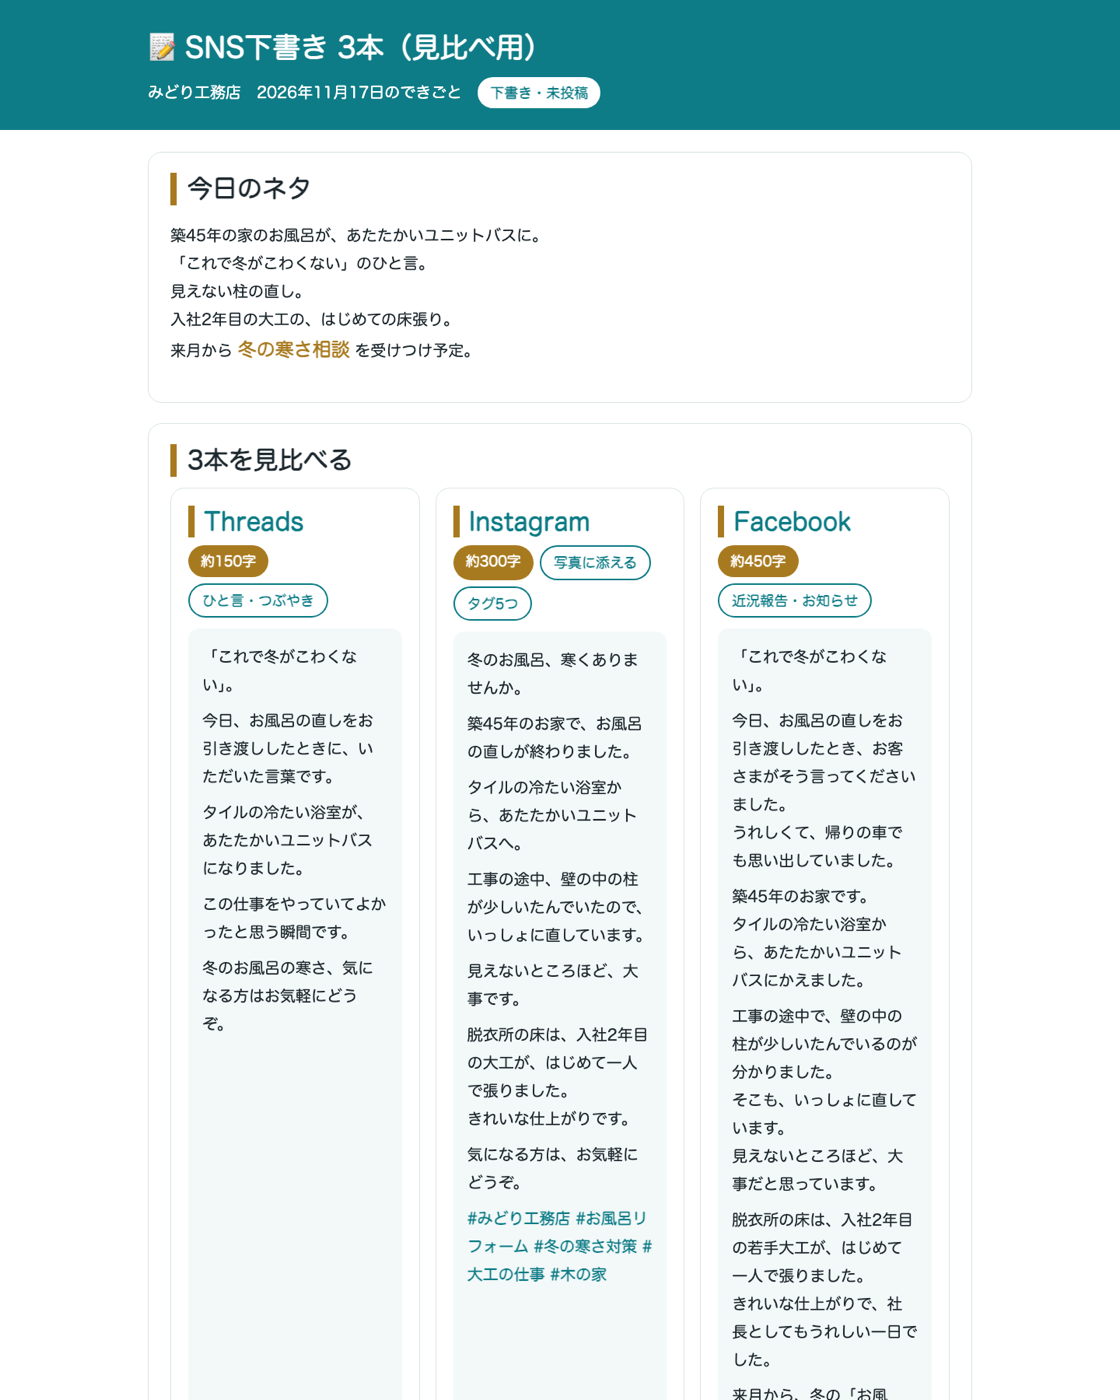 📝 SNS下書き 3本（見比べ用）
みどり工務店　2026年11月17日のできごと　下書き・未投稿
今日のネタ
築45年の家のお風呂が、あたたかいユニットバスに。
「これで冬がこわくない」のひと言。
見えない柱の直し。
入社2年目の大工の、はじめての床張り。
来月から 冬の寒さ相談 を受けつけ予定。
3本を見比べる
Threads
約150字
ひと言・つぶやき
「これで冬がこわくな
い」。
今日、お風呂の直しをお
引き渡ししたときに、い
ただいた言葉です。
タイルの冷たい浴室が、
あたたかいユニットバス
になりました。
この仕事をやっていてよか
ったと思う瞬間です。
冬のお風呂の寒さ、気に
なる方はお気軽にどう
ぞ。
Instagram
約300字 写真に添える
タグ5つ
冬のお風呂、寒くありま
せんか。
築45年のお家で、お風呂
の直しが終わりました。
タイルの冷たい浴室か
ら、あたたかいユニット
バスへ。
工事の途中、壁の中の柱
が少しいたんでいたので、
いっしょに直しています。
見えないところほど、大
事です。
脱衣所の床は、入社2年目
の大工が、はじめて一人
で張りました。
きれいな仕上がりです。
気になる方は、お気軽に
どうぞ。
#みどり工務店 #お風呂リ
フォーム #冬の寒さ対策 #
大工の仕事 #木の家
Facebook
約450字
近況報告・お知らせ
「これで冬がこわくな
い」。
今日、お風呂の直しをお
引き渡ししたとき、お客
さまがそう言ってください
ました。
うれしくて、帰りの車で
も思い出していました。
築45年のお家です。
タイルの冷たい浴室か
ら、あたたかいユニット
バスにかえました。
工事の途中で、壁の中の
柱が少しいたんでいるのが
分かりました。
そこも、いっしょに直して
います。
見えないところほど、大
事だと思っています。
脱衣所の床は、入社2年目
の若手大工が、はじめて
一人で張りました。
きれいな仕上がりで、社
長としてもうれしい一日で
した。
来月から、冬の「お風